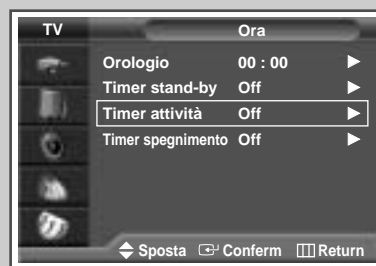 TV Ora
Orologio 00 : 00
Timer stand-by Off
Timer attività Off
Timer spegnimento Off
Sposta Conferm Return